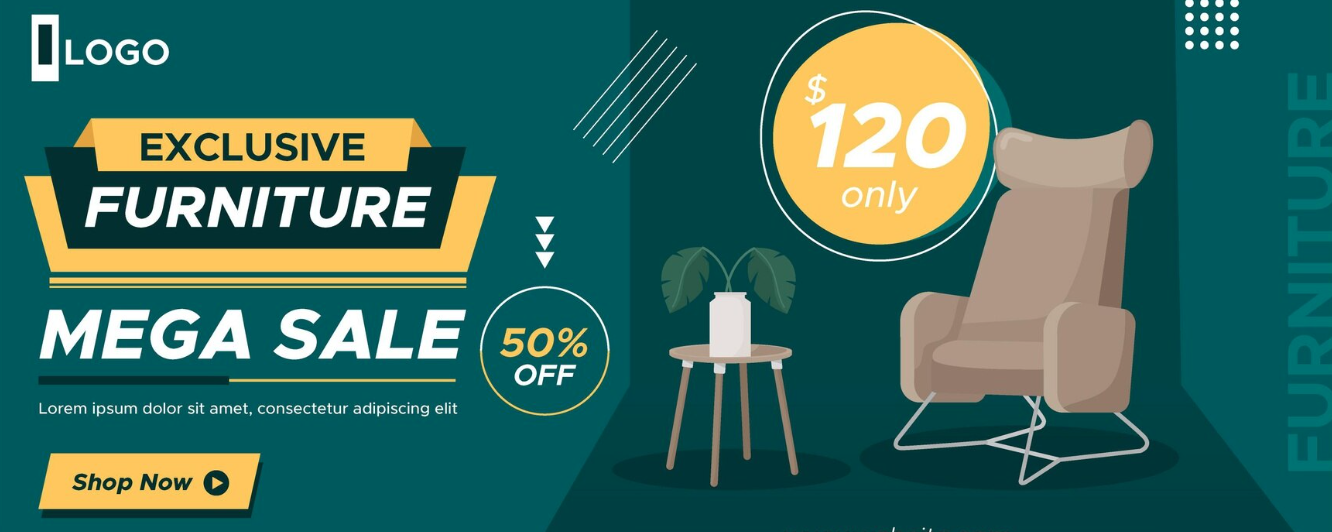 LOGO
EXCLUSIVE
FURNITURE
MEGA SALE
50%
OFF
Lorem ipsum dolor sit amet, consectetur adipiscing elit
Shop Now
$
120
only
FURNITURE